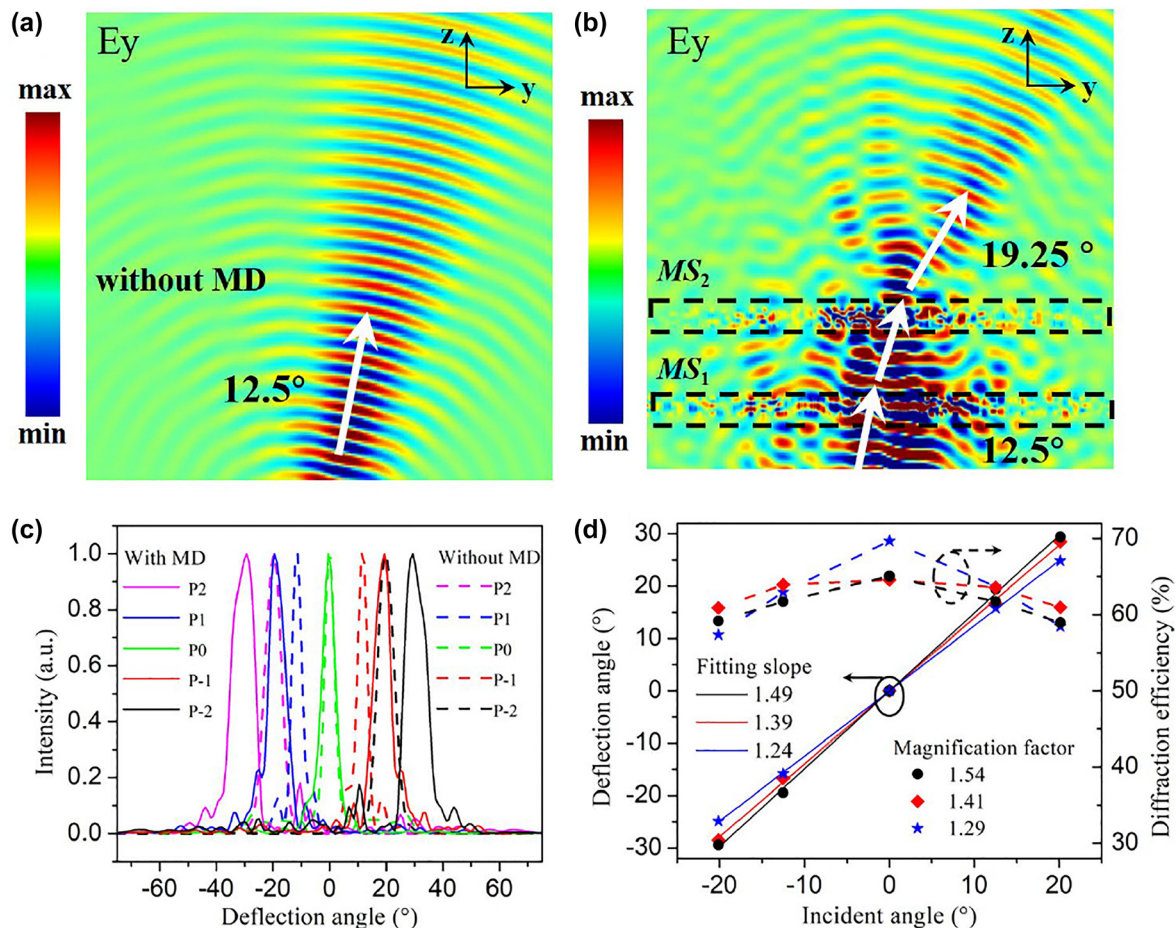 (a)
Ey
z
y
max
min
without MD
12.5°
(b)
Ey
z
y
max
min
MS2
19.25 °
MS1
12.5°
(c)
With MD
Without MD
P2
P2
P1
P1
P0
P0
P-1
P-1
P-2
P-2
1.0
0.8
0.6
0.4
0.2
0.0
Intensity (a.u.)
-60 -40 -20 0 20 40 60
Deflection angle (°)
(d)
30
20
10
0
-10
-20
-30
Deflection angle (°)
70
60
50
40
30
Diffraction efficiency (%)
Fitting slope
1.49
1.39
1.24
Magnification factor
1.54
1.41
1.29
-20 -10 0 10 20
Incident angle (°)